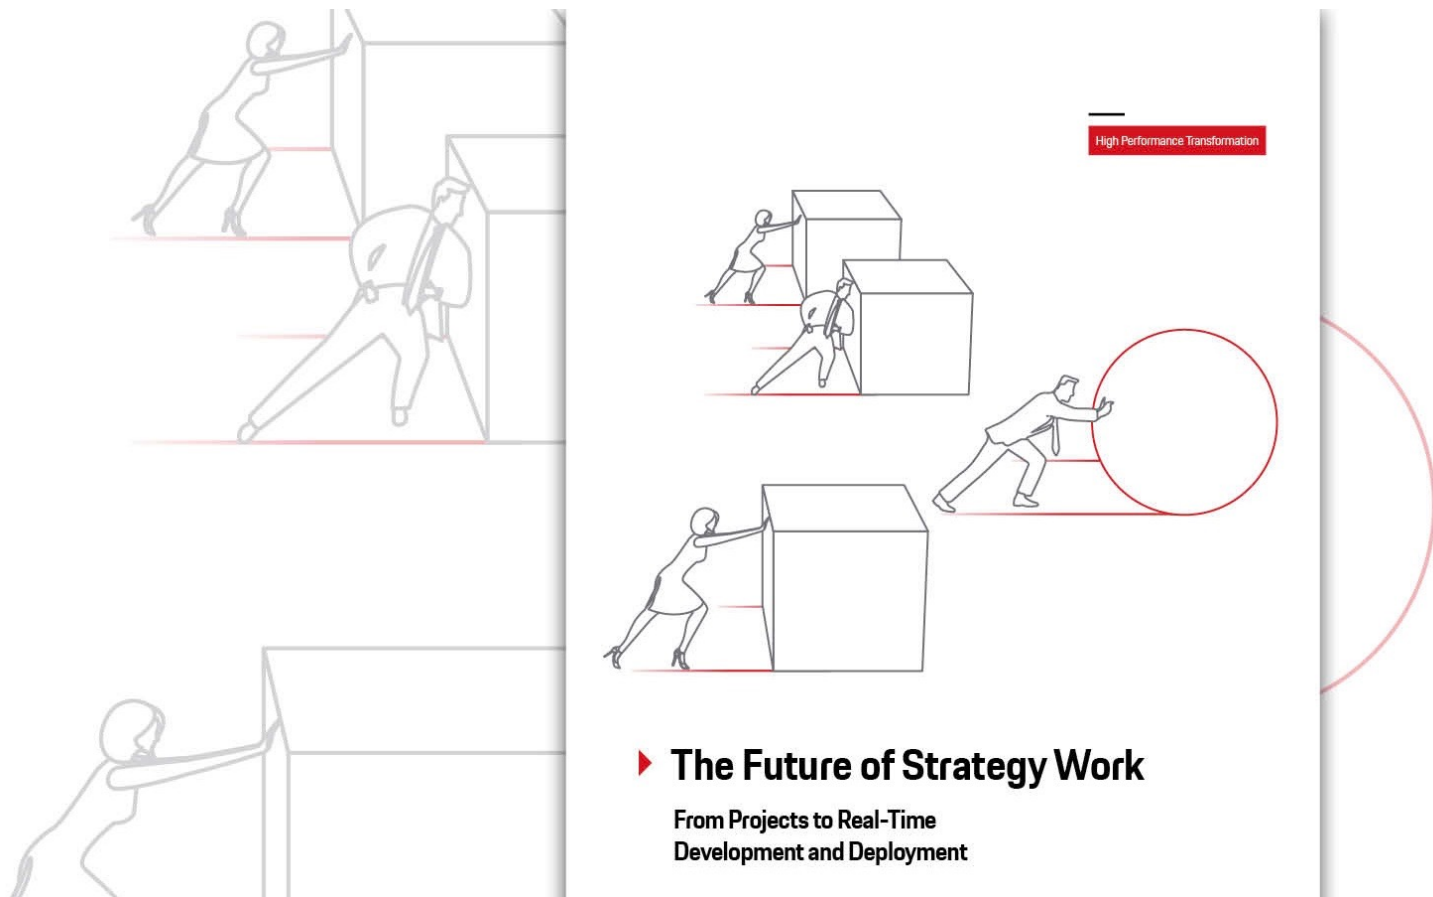 High Performance Transformation
The Future of Strategy Work
From Projects to Real-Time
Development and Deployment